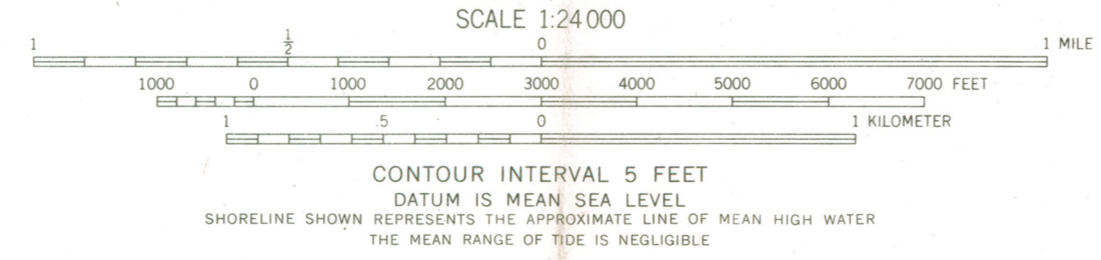 SCALE 1:24 000
1 1/2 0 1 MILE
1000 0 1000 2000 3000 4000 5000 6000 7000 FEET
1 .5 0 1 KILOMETER
CONTOUR INTERVAL 5 FEET
DATUM IS MEAN SEA LEVEL
SHORELINE SHOWN REPRESENTS THE APPROXIMATE LINE OF MEAN HIGH WATER
THE MEAN RANGE OF TIDE IS NEGLIGIBLE